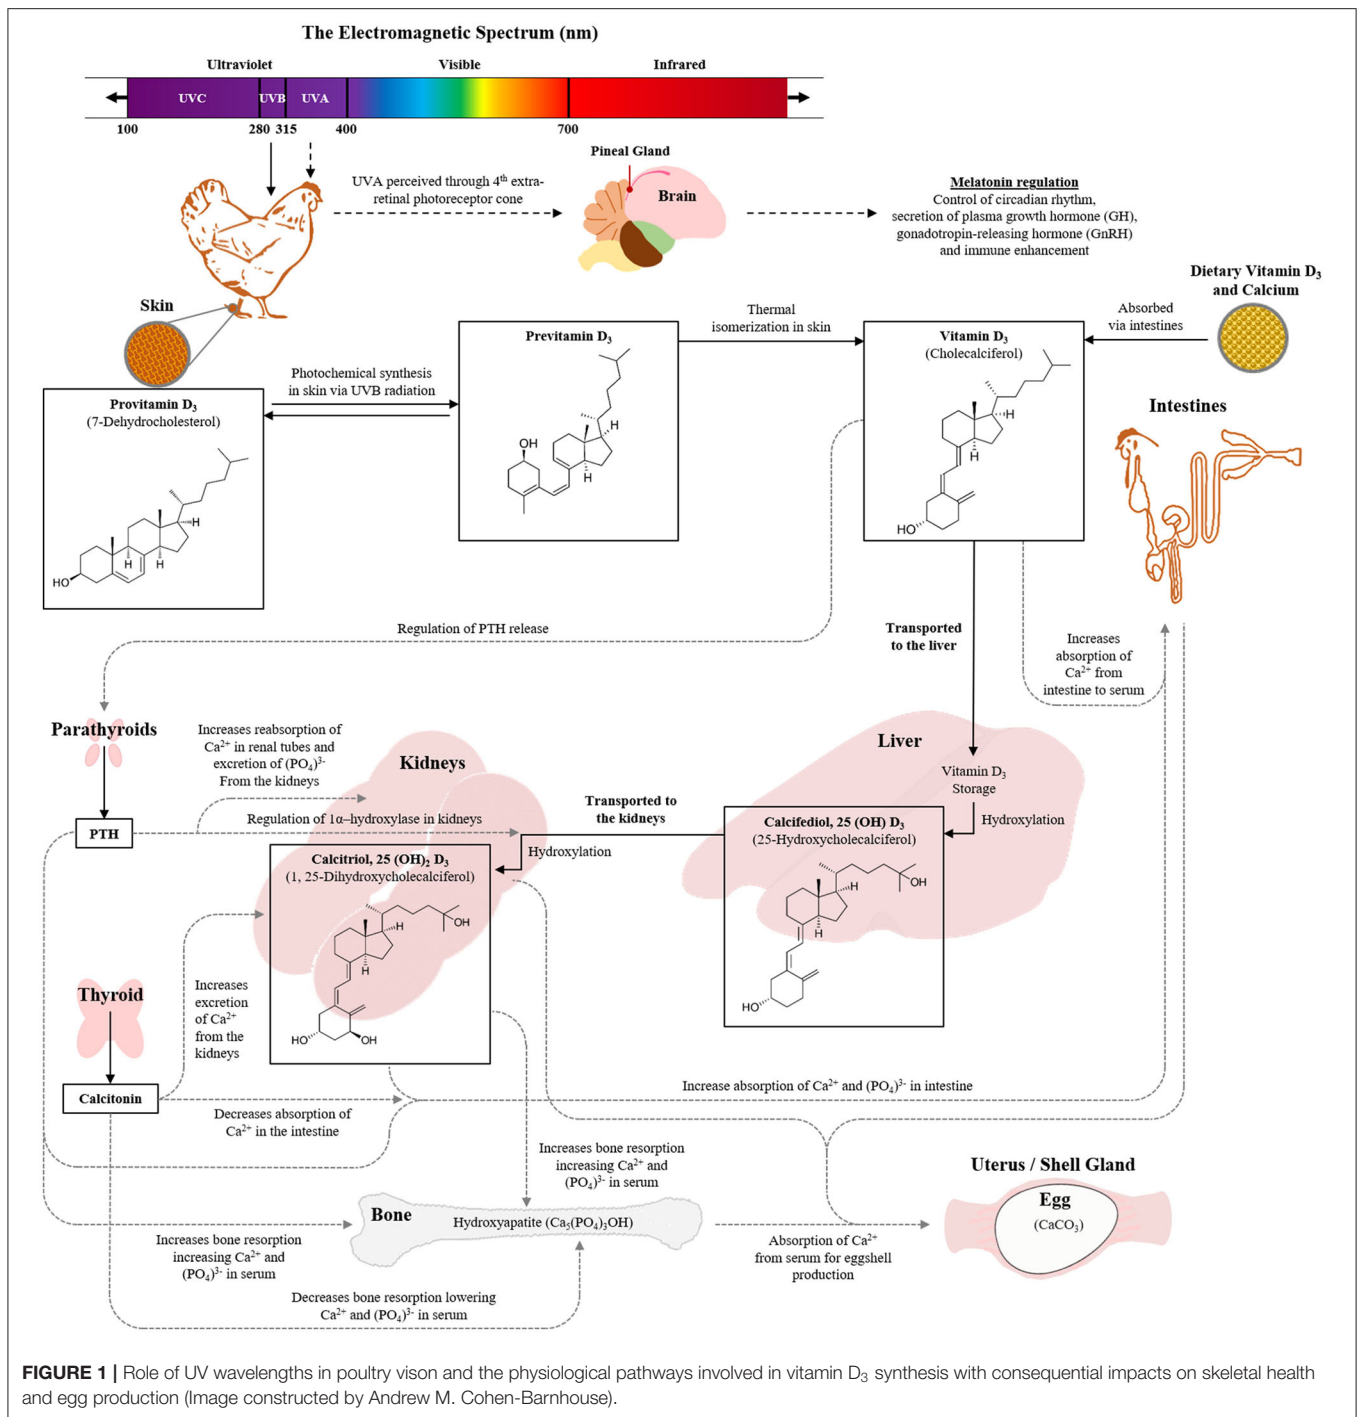 The Electromagnetic Spectrum (nm)
Ultraviolet
Visible
Infrared
UVC
UVB
UVA
100
280
315
400
700
UVA perceived through 4th extra-
retinal photoreceptor cone
Pineal Gland
Brain
Melatonin regulation
Control of circadian rhythm,
secretion of plasma growth hormone (GH),
gonadotropin-releasing hormone (GnRH)
and immune enhancement
Dietary Vitamin D3
and Calcium
Skin
Absorbed
via intestines
Thermal
isomerization in skin
Photochemical synthesis
in skin via UVB radiation
Provitamin D3
(7-Dehydrocholesterol)
H
H
H
HO
Previtamin D3
OH
H
H
Vitamin D3
(Cholecalciferol)
H
H
HO
Intestines
Regulation of PTH release
Transported
to the liver
Increases
absorption of
Ca2+ from
intestine to serum
Parathyroids
PTH
Increases reabsorption of
Ca2+ in renal tubes and
excretion of (PO4)3-
From the kidneys
Kidneys
Regulation of 1α–hydroxylase in kidneys
Transported to
the kidneys
Hydroxylation
Liver
Vitamin D3
Storage
Hydroxylation
Calcifediol, 25 (OH) D3
(25-Hydroxycholecalciferol)
OH
H
H
HO
Calcitriol, 25 (OH)2 D3
(1, 25-Dihydroxycholecalciferol)
OH
H
H
HO
OH
Thyroid
Calcitonin
Increases
excretion
of Ca2+
from the
kidneys
Decreases absorption of
Ca2+ in the intestine
Increase absorption of Ca2+ and (PO4)3- in intestine
Increases bone resorption
increasing Ca2+ and
(PO4)3- in serum
Bone
Hydroxyapatite (Ca5(PO4)3OH)
Increases bone resorption
increasing Ca2+ and
(PO4)3- in serum
Decreases bone resorption lowering
Ca2+ and (PO4)3- in serum
Absorption of Ca2+
from serum for eggshell
production
Uterus / Shell Gland
Egg
(CaCO3)
FIGURE 1 | Role of UV wavelengths in poultry vison and the physiological pathways involved in vitamin D3 synthesis with consequential impacts on skeletal health
and egg production (Image constructed by Andrew M. Cohen-Barnhouse).